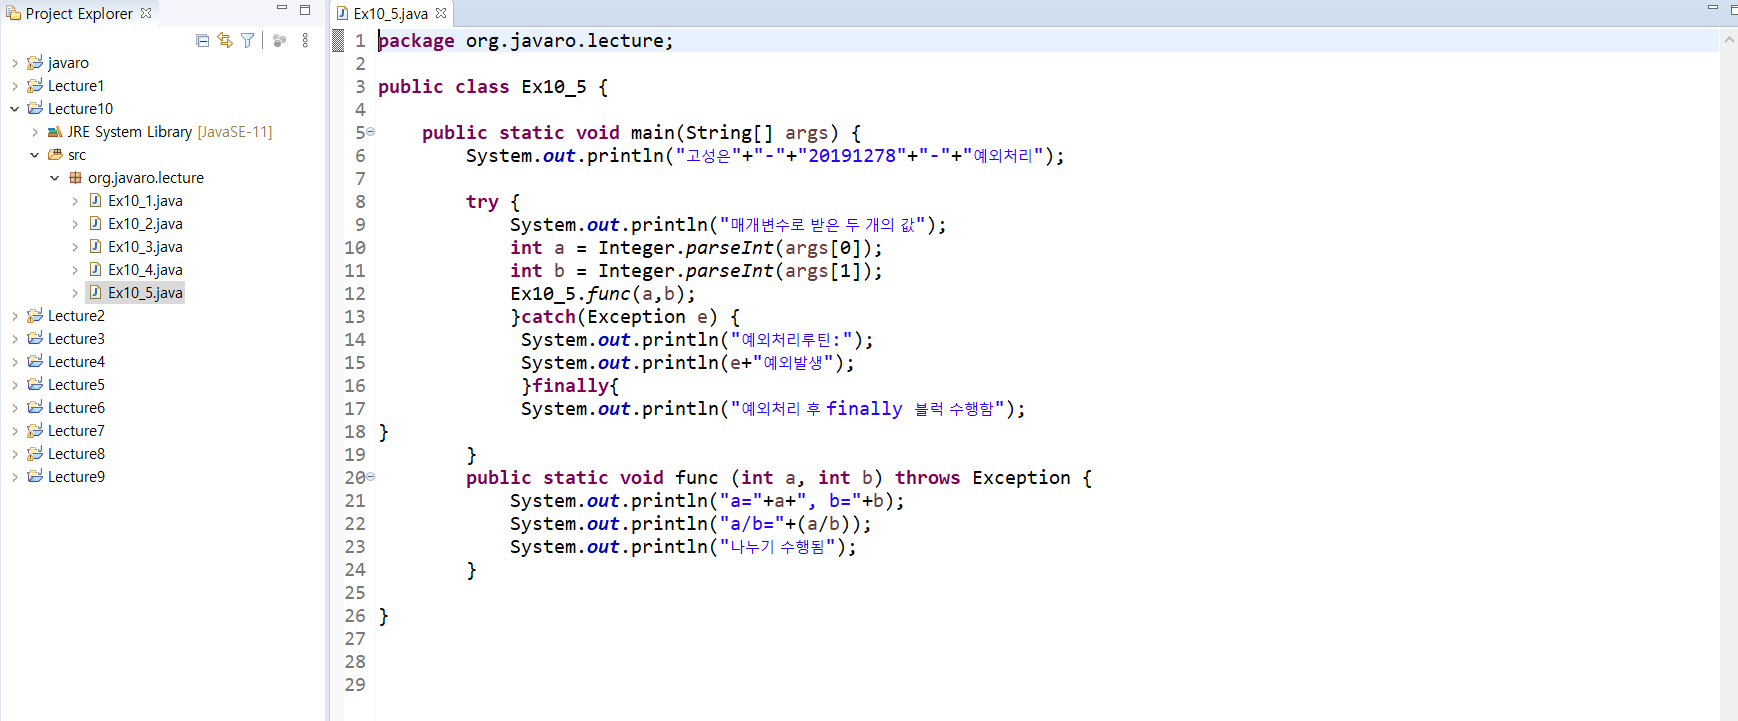 Project Explorer
javaro
Lecture1
Lecture10
JRE System Library [JavaSE-11]
src
org.javaro.lecture
Ex10_1.java
Ex10_2.java
Ex10_3.java
Ex10_4.java
Ex10_5.java
Lecture2
Lecture3
Lecture4
Lecture5
Lecture6
Lecture7
Lecture8
Lecture9
Ex10_5.java
1 package org.javaro.lecture;
2
3 public class Ex10_5 {
4
5 public static void main(String[] args) {
6 System.out.println("고성은"+"-"+"20191278"+"-"+"예외처리");
7
8 try {
9 System.out.println("매개변수로 받은 두 개의 값");
10 int a = Integer.parseInt(args[0]);
11 int b = Integer.parseInt(args[1]);
12 Ex10_5.func(a,b);
13 }catch(Exception e) {
14 System.out.println("예외처리루틴:");
15 System.out.println(e+"예외발생");
16 }finally{
17 System.out.println("예외처리 후 finally 블럭 수행함");
18 }
19 }
20 public static void func (int a, int b) throws Exception {
21 System.out.println("a="+a+", b="+b);
22 System.out.println("a/b="+(a/b));
23 System.out.println("나누기 수행됨");
24 }
25
26 }
27
28
29